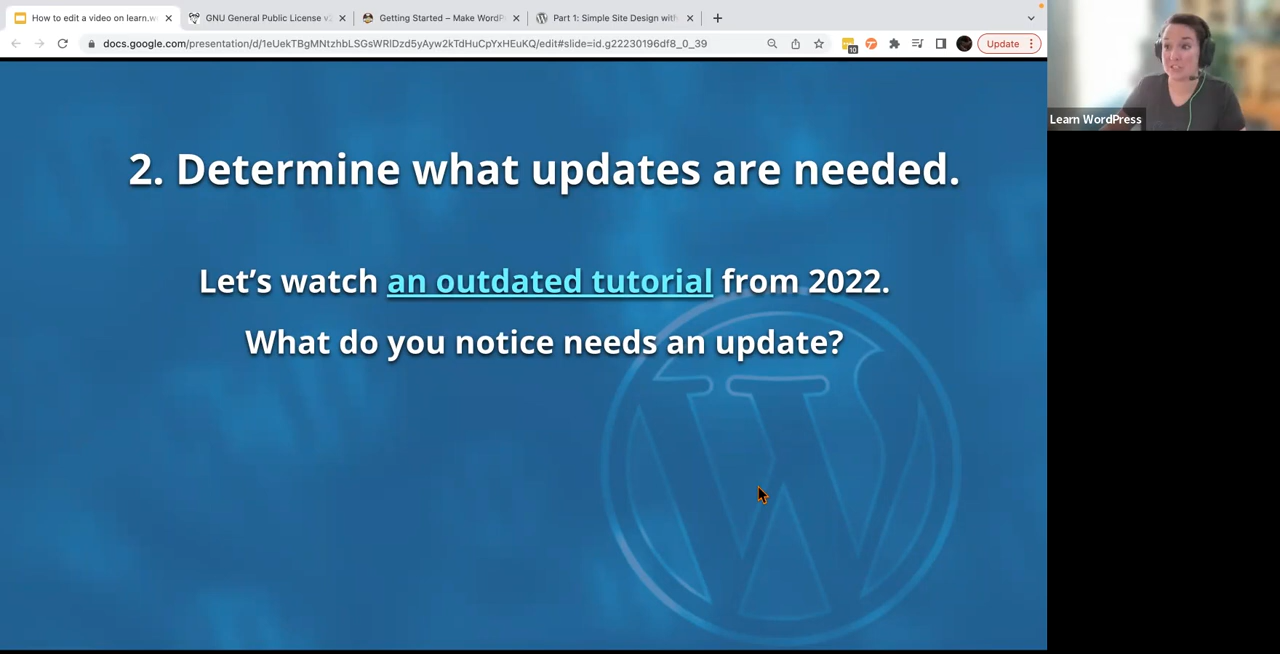 How to edit a video on learn.w
GNU General Public License v
Getting Started – Make WordP
Part 1: Simple Site Design with
docs.google.com/presentation/d/1eUekTBgMNtzhbLSGsWRlDzd5yAyw2kTdHuCpYxHEuKQ/edit#slide=id.g22230196df8_0_39
10
Update
Learn WordPress
2. Determine what updates are needed.
Let's watch an outdated tutorial from 2022.
What do you notice needs an update?